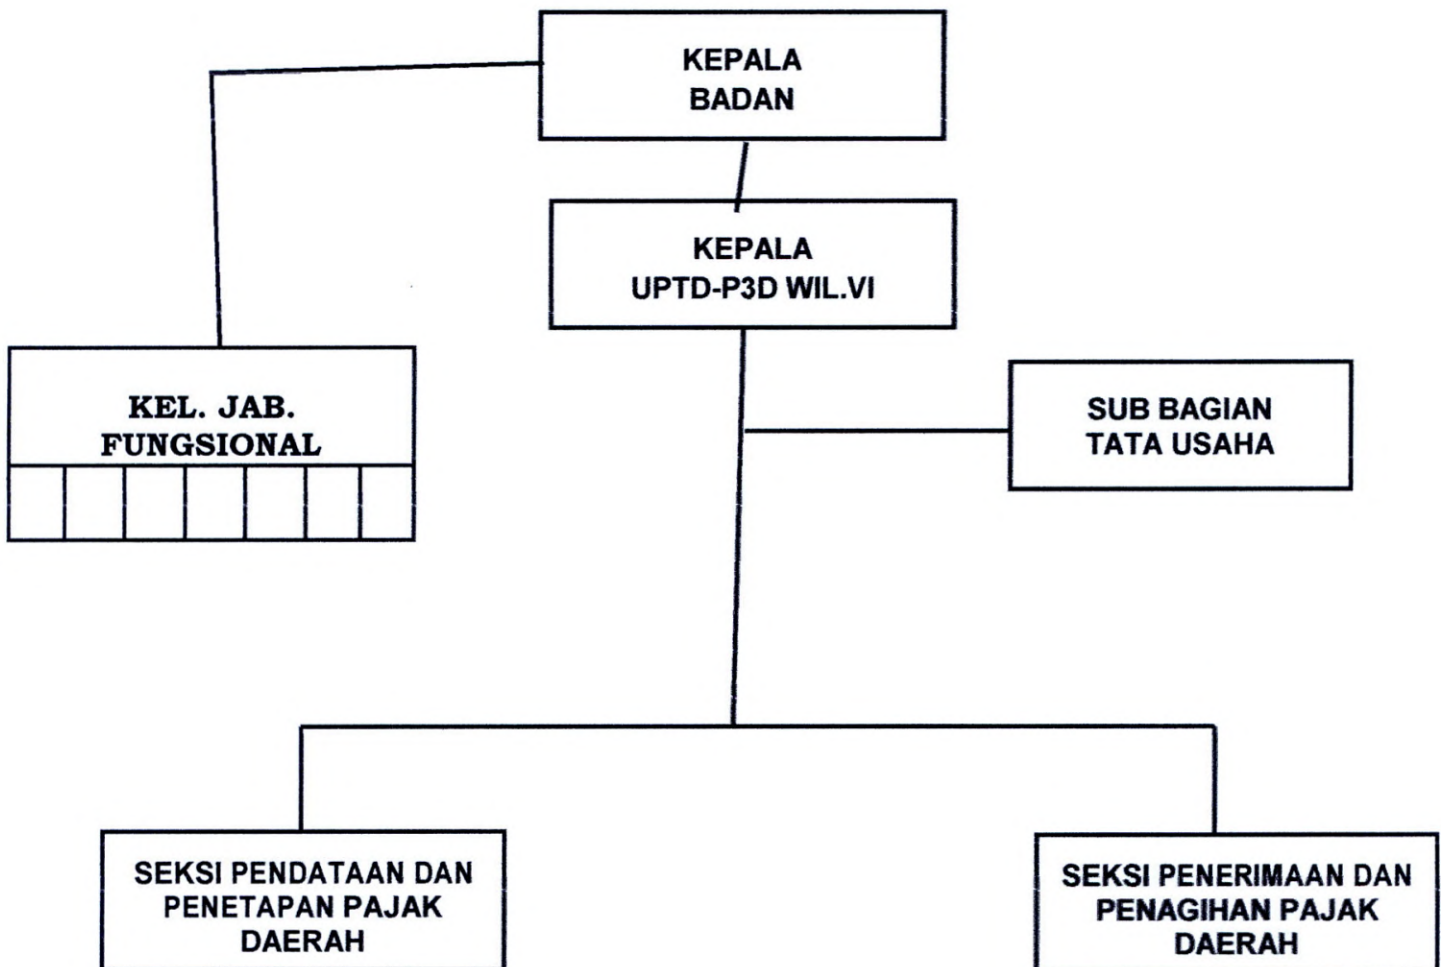 KEPALA
BADAN
KEPALA
UPTD-P3D WIL.VI
KEL. JAB.
FUNGSIONAL
SUB BAGIAN
TATA USAHA
SEKSI PENDATAAN DAN
PENETAPAN PAJAK
DAERAH
SEKSI PENERIMAAN DAN
PENAGIHAN PAJAK
DAERAH